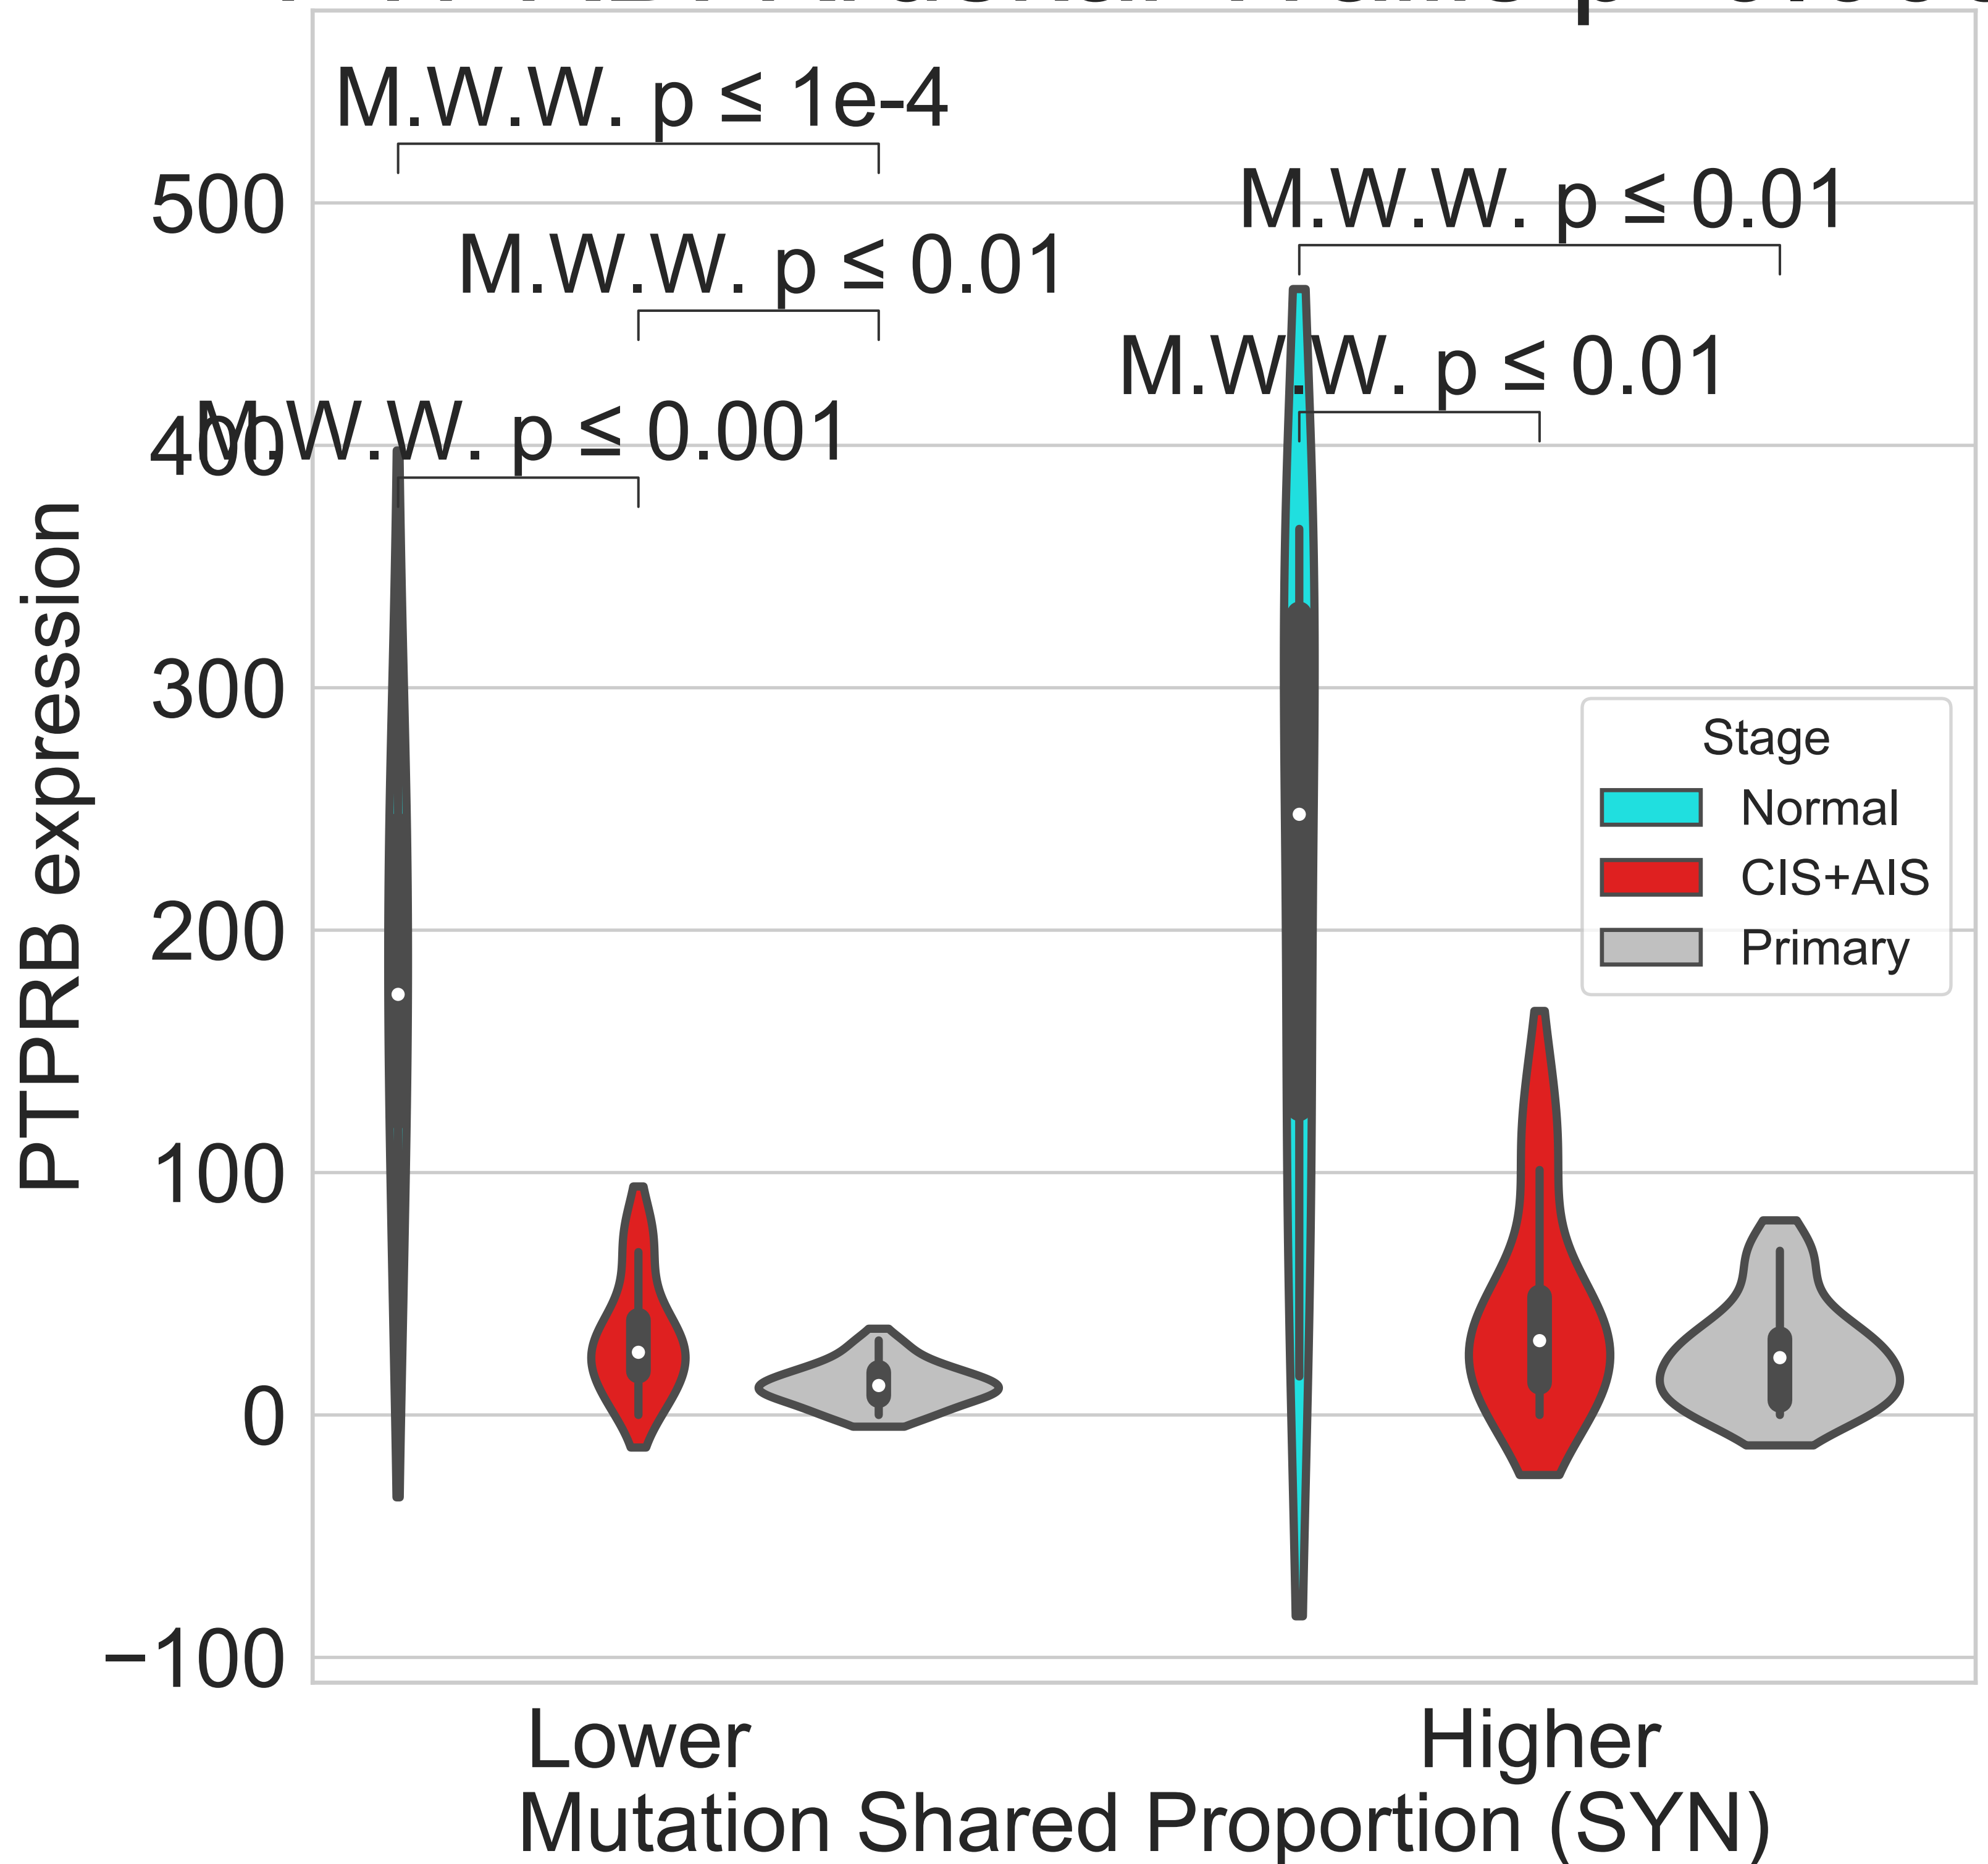 M.W.W. p ≤ 1e-4
M.W.W. p ≤ 0.01
M.W.W. p ≤ 0.01
M.W.W. p ≤ 0.01
M.W.W. p ≤ 0.001
500
400
300
200
100
0
−100
PTPRB expression
Stage
Normal
CIS+AIS
Primary
Lower
Higher
Mutation Shared Proportion (SYN)